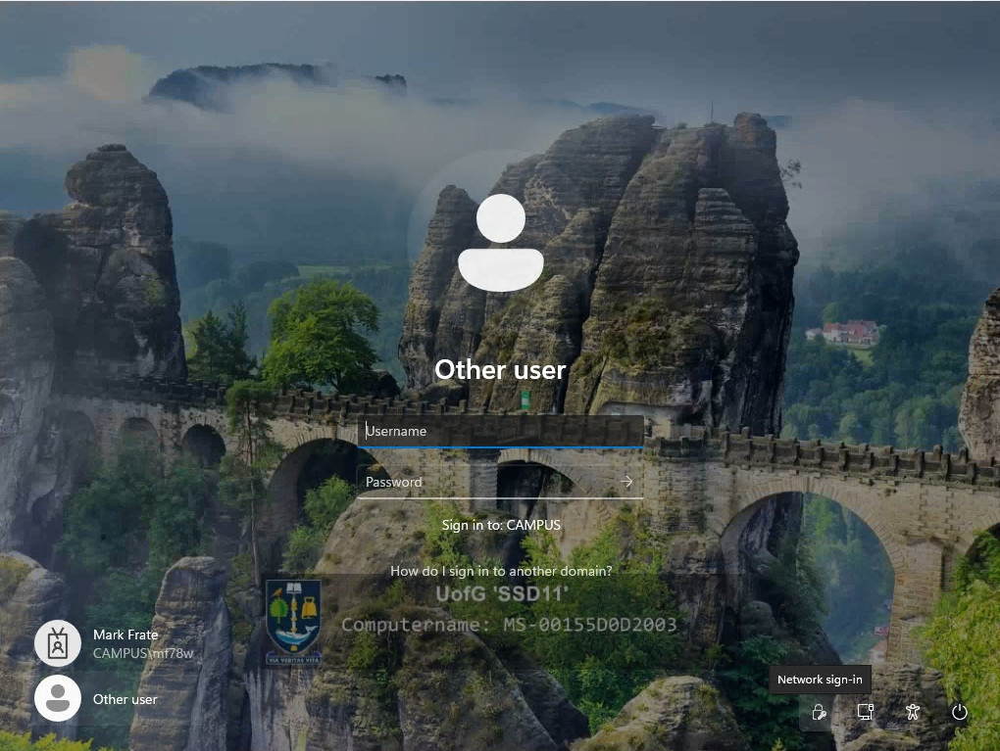 Other user
Username
Password
Sign in to: CAMPUS
How do I sign in to another domain?
UofG 'SSD11'
Computername: MS-00155D0D2003
VIA VERITAS VITA
Mark Frate
CAMPUS\mf78w
Other user
Network sign-in